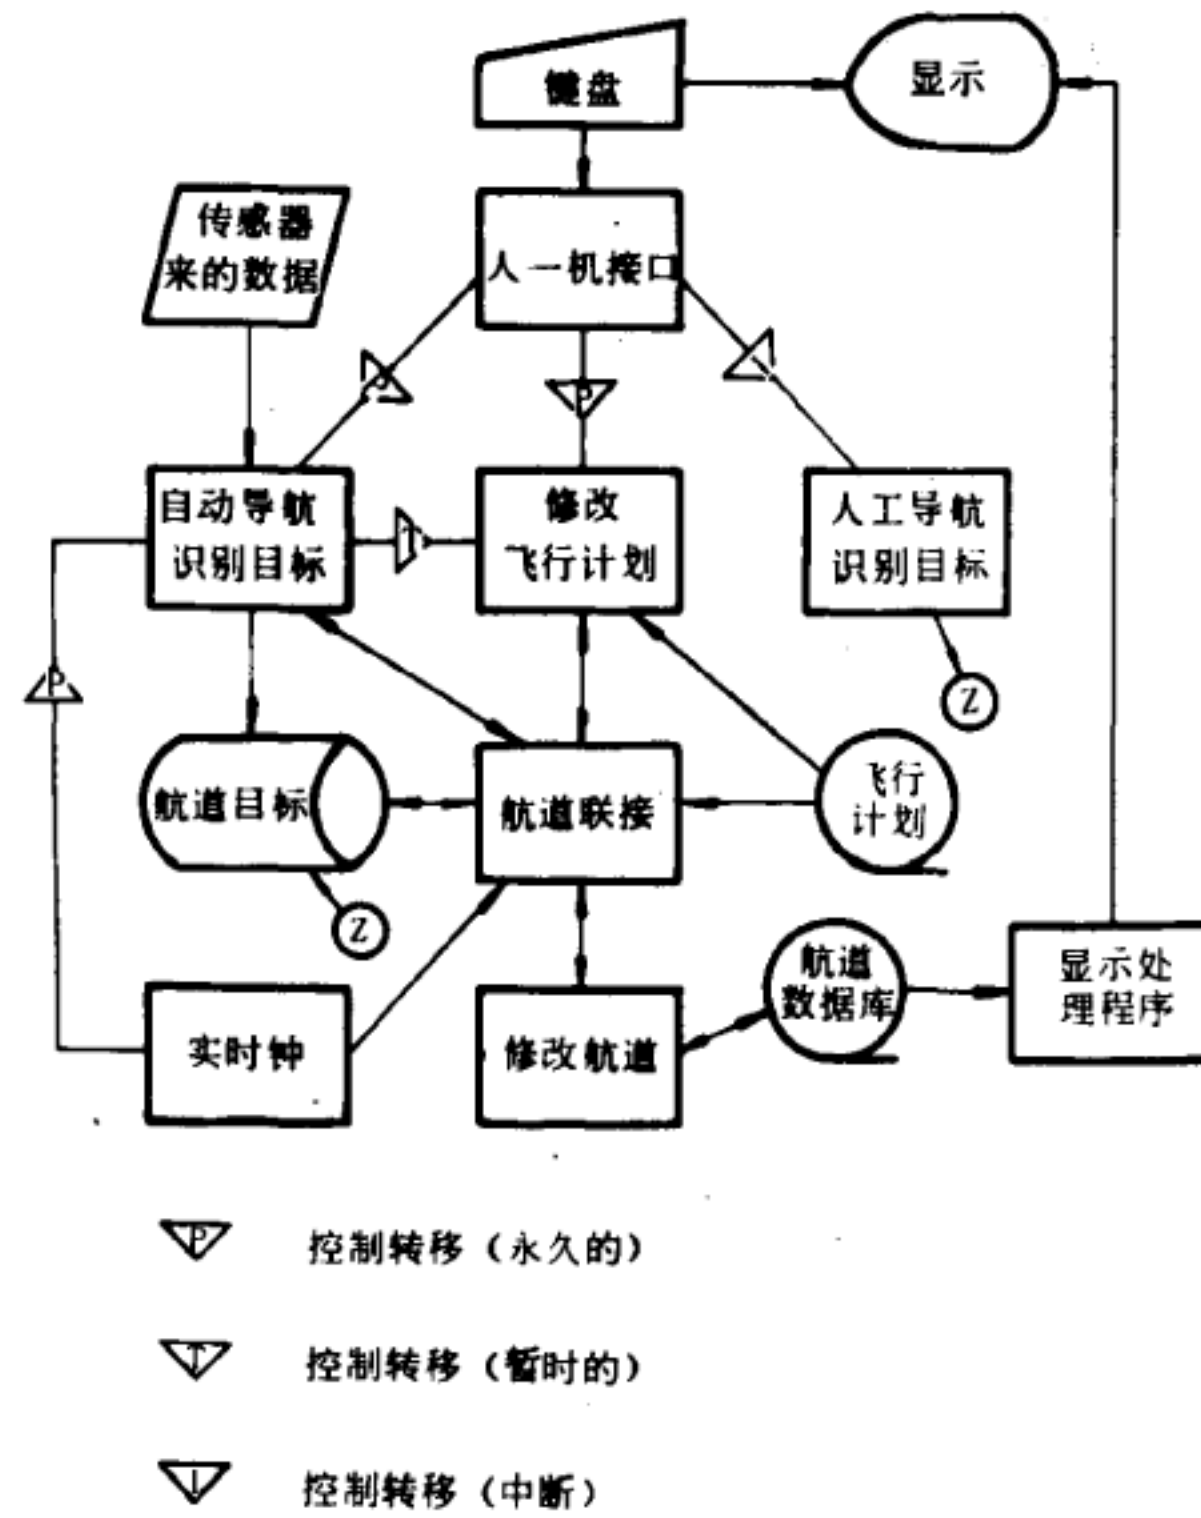 键盘
显示
传感器
来的数据
人一机接口
P
自动导航
识别目标
T
修改
飞行计划
人工导航
识别目标
P
Z
航道目标
航道联接
飞行
计划
Z
实时钟
修改航道
航道
数据库
显示处
理程序
P
控制转移（永久的）
T
控制转移（暂时的）
I
控制转移（中断）